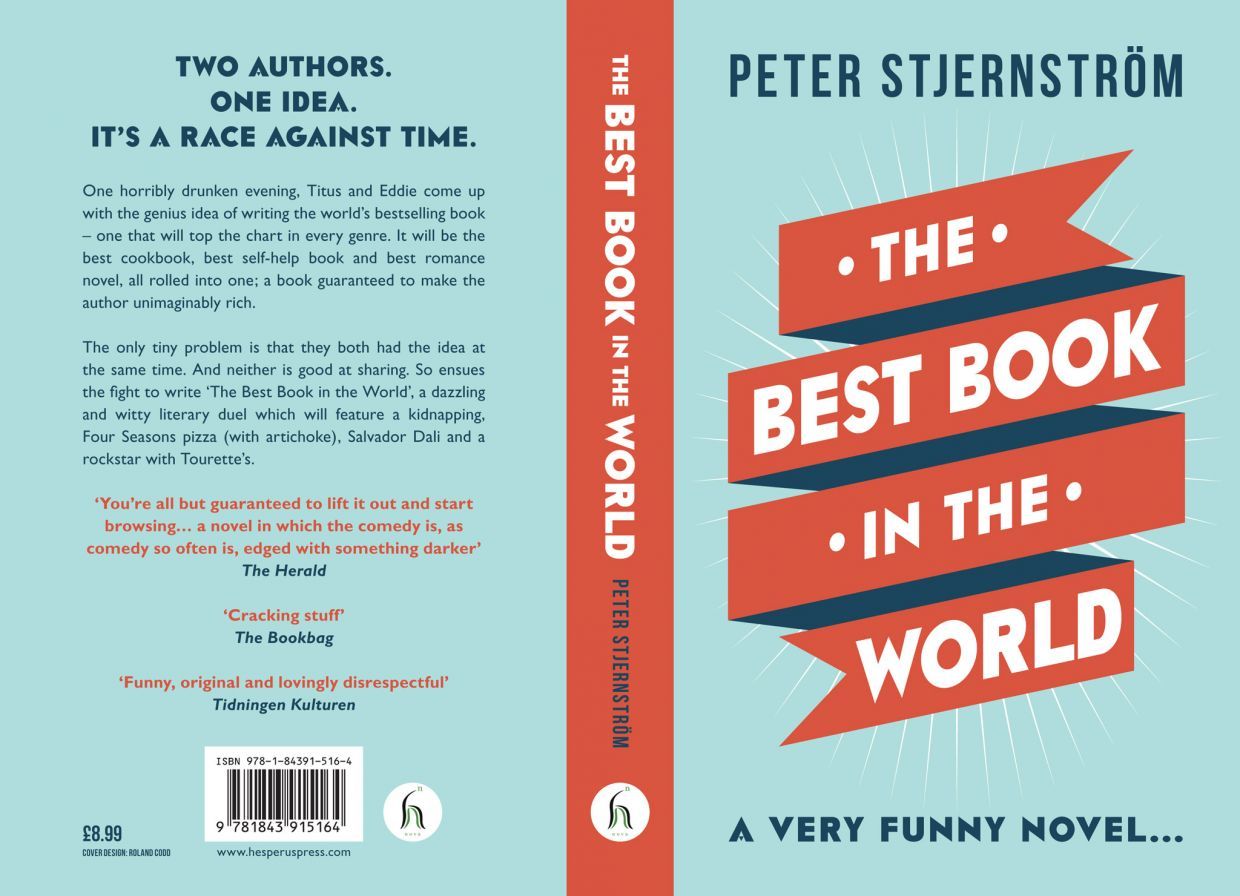 TWO AUTHORS.
ONE IDEA.
IT'S A RACE AGAINST TIME.
One horribly drunken evening, Titus and Eddie come up
with the genius idea of writing the world's bestselling book
– one that will top the chart in every genre. It will be the
best cookbook, best self-help book and best romance
novel, all rolled into one; a book guaranteed to make the
author unimaginably rich.
The only tiny problem is that they both had the idea at
the same time. And neither is good at sharing. So ensues
the fight to write 'The Best Book in the World', a dazzling
and witty literary duel which will feature a kidnapping,
Four Seasons pizza (with artichoke), Salvador Dali and a
rockstar with Tourette's.
'You're all but guaranteed to lift it out and start
browsing... a novel in which the comedy is, as
comedy so often is, edged with something darker'
The Herald
'Cracking stuff'
The Bookbag
'Funny, original and lovingly disrespectful'
Tidningen Kulturen
ISBN 978-1-84391-516-4
9 781843 915164
£8.99
COVER DESIGN: ROLAND CODD
www.hesperuspress.com
n
nova
THE BEST BOOK IN THE WORLD
PETER STJERNSTRÖM
n
nova
PETER STJERNSTRÖM
• THE •
BEST BOOK
• IN THE •
WORLD
A VERY FUNNY NOVEL...